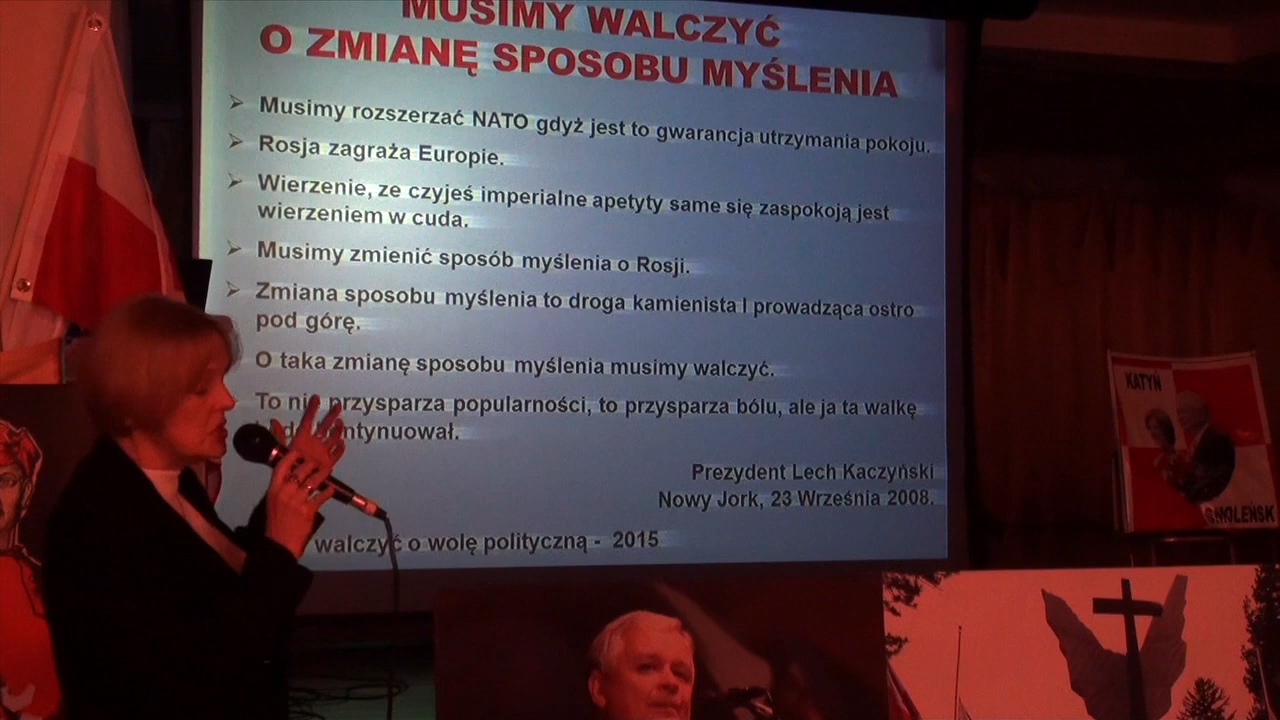 MUSIMY WALCZYĆ
O ZMIANĘ SPOSOBU MYŚLENIA
Musimy rozszerzać NATO gdyż jest to gwarancja utrzymania pokoju.
Rosja zagraża Europie.
Wierzenie, ze czyjeś imperialne apetyty same się zaspokoją jest
wierzeniem w cuda.
Musimy zmienić sposób myślenia o Rosji.
Zmiana sposobu myślenia to droga kamienista I prowadząca ostro
pod górę.
O taka zmianę sposobu myślenia musimy walczyć.
To nie przysparza popularności, to przysparza bólu, ale ja ta walkę
kontynuował.
Prezydent Lech Kaczyński
Nowy Jork, 23 Września 2008.
walczyć o wolę polityczną - 2015
KATYŃ
SMOLEŃSK